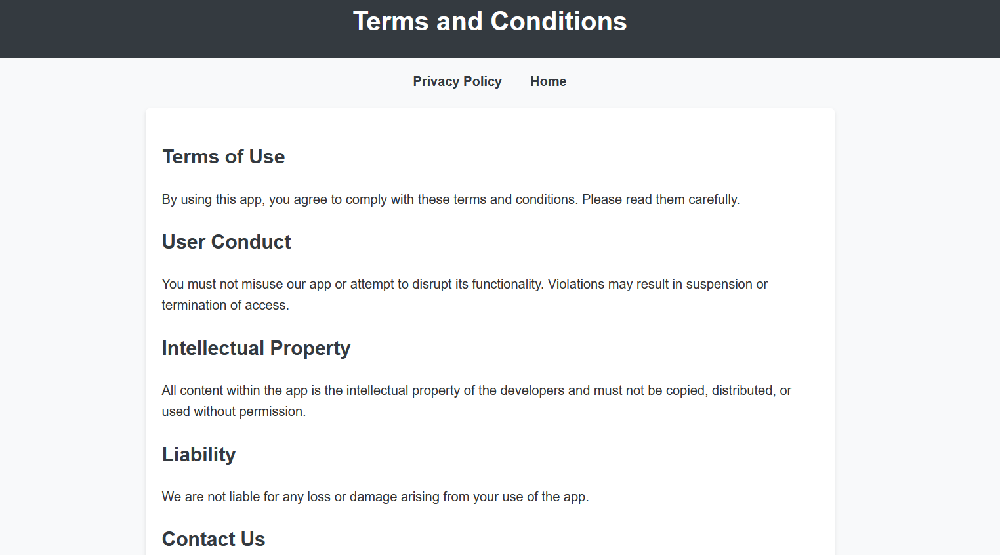 Terms and Conditions
Privacy Policy Home
Terms of Use
By using this app, you agree to comply with these terms and conditions. Please read them carefully.
User Conduct
You must not misuse our app or attempt to disrupt its functionality. Violations may result in suspension or
termination of access.
Intellectual Property
All content within the app is the intellectual property of the developers and must not be copied, distributed, or
used without permission.
Liability
We are not liable for any loss or damage arising from your use of the app.
Contact Us